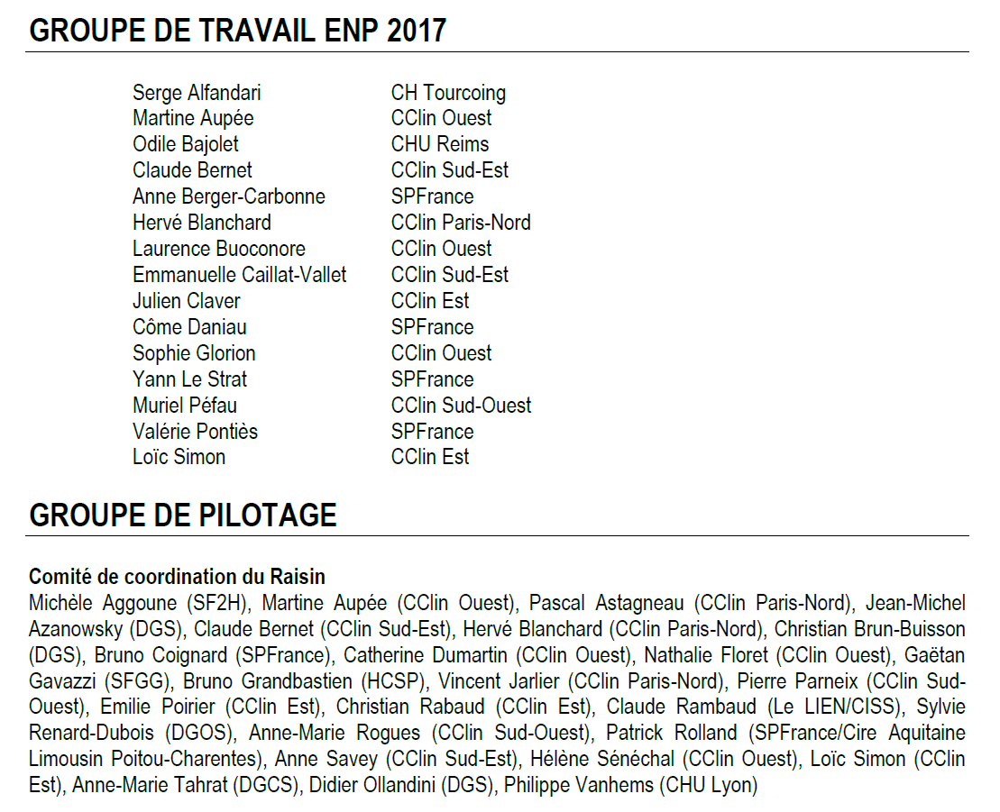 GROUPE DE TRAVAIL ENP 2017
Serge Alfandari CH Tourcoing
Martine Aupée CClin Ouest
Odile Bajolet CHU Reims
Claude Bernet CClin Sud-Est
Anne Berger-Carbonne SPFrance
Hervé Blanchard CClin Paris-Nord
Laurence Buoconore CClin Ouest
Emmanuelle Caillat-Vallet CClin Sud-Est
Julien Claver CClin Est
Côme Daniau SPFrance
Sophie Glorion CClin Ouest
Yann Le Strat SPFrance
Muriel Péfau CClin Sud-Ouest
Valérie Pontiès SPFrance
Loïc Simon CClin Est
GROUPE DE PILOTAGE
Comité de coordination du Raisin
Michèle Aggoune (SF2H), Martine Aupée (CClin Ouest), Pascal Astagneau (CClin Paris-Nord), Jean-Michel
Azanowsky (DGS), Claude Bernet (CClin Sud-Est), Hervé Blanchard (CClin Paris-Nord), Christian Brun-Buisson
(DGS), Bruno Coignard (SPFrance), Catherine Dumartin (CClin Ouest), Nathalie Floret (CClin Ouest), Gaëtan
Gavazzi (SFGG), Bruno Grandbastien (HCSP), Vincent Jarlier (CClin Paris-Nord), Pierre Parneix (CClin Sud-
Ouest), Emilie Poirier (CClin Est), Christian Rabaud (CClin Est), Claude Rambaud (Le LIEN/CISS), Sylvie
Renard-Dubois (DGOS), Anne-Marie Rogues (CClin Sud-Ouest), Patrick Rolland (SPFrance/Cire Aquitaine
Limousin Poitou-Charentes), Anne Savey (CClin Sud-Est), Hélène Sénéchal (CClin Ouest), Loïc Simon (CClin
Est), Anne-Marie Tahrat (DGCS), Didier Ollandini (DGS), Philippe Vanhems (CHU Lyon)